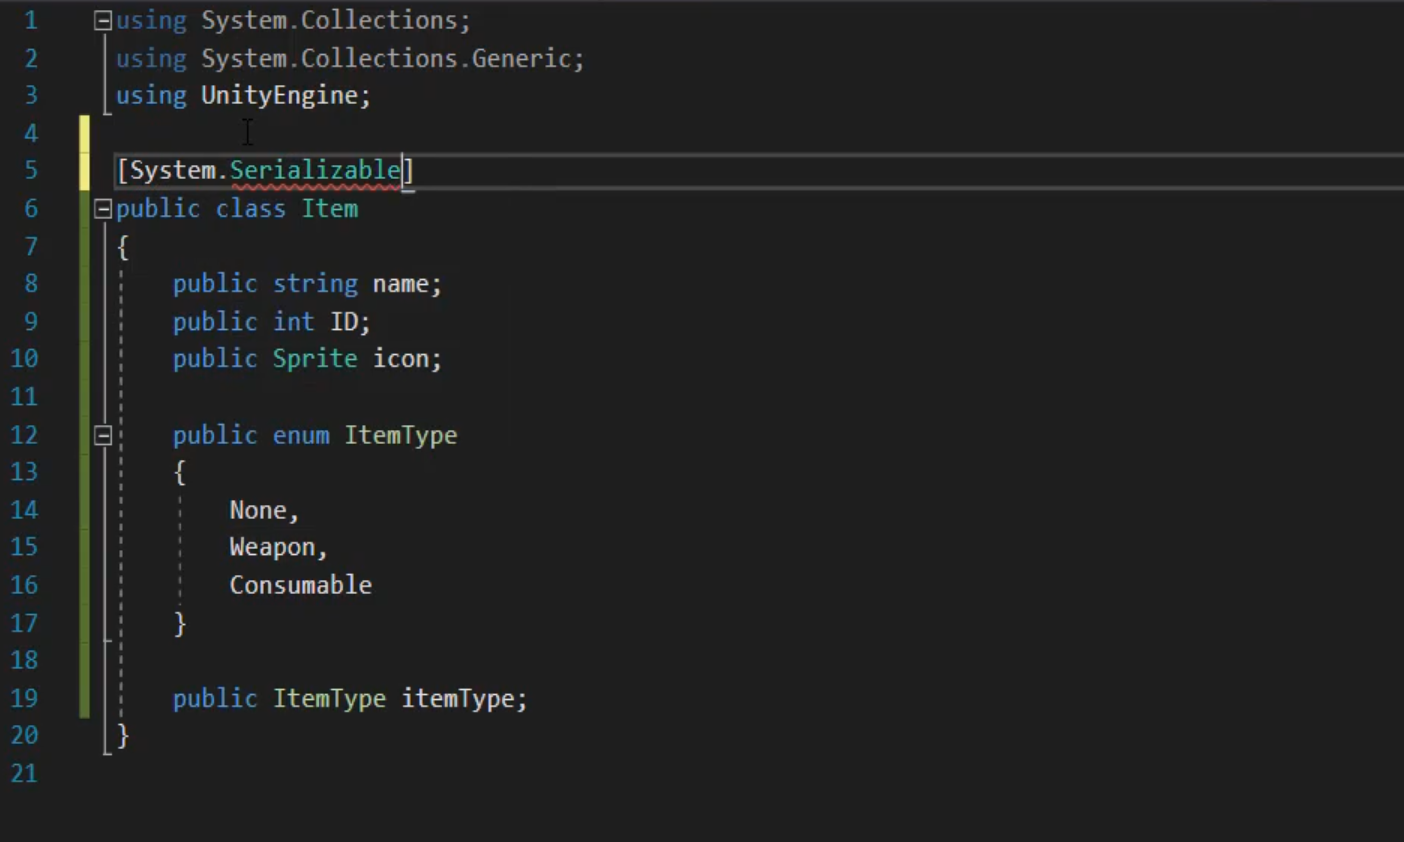 1 using System.Collections;
2 using System.Collections.Generic;
3 using UnityEngine;
4
5 [System.Serializable]
6 public class Item
7 {
8 public string name;
9 public int ID;
10 public Sprite icon;
11
12 public enum ItemType
13 {
14 None,
15 Weapon,
16 Consumable
17 }
18
19 public ItemType itemType;
20 }
21